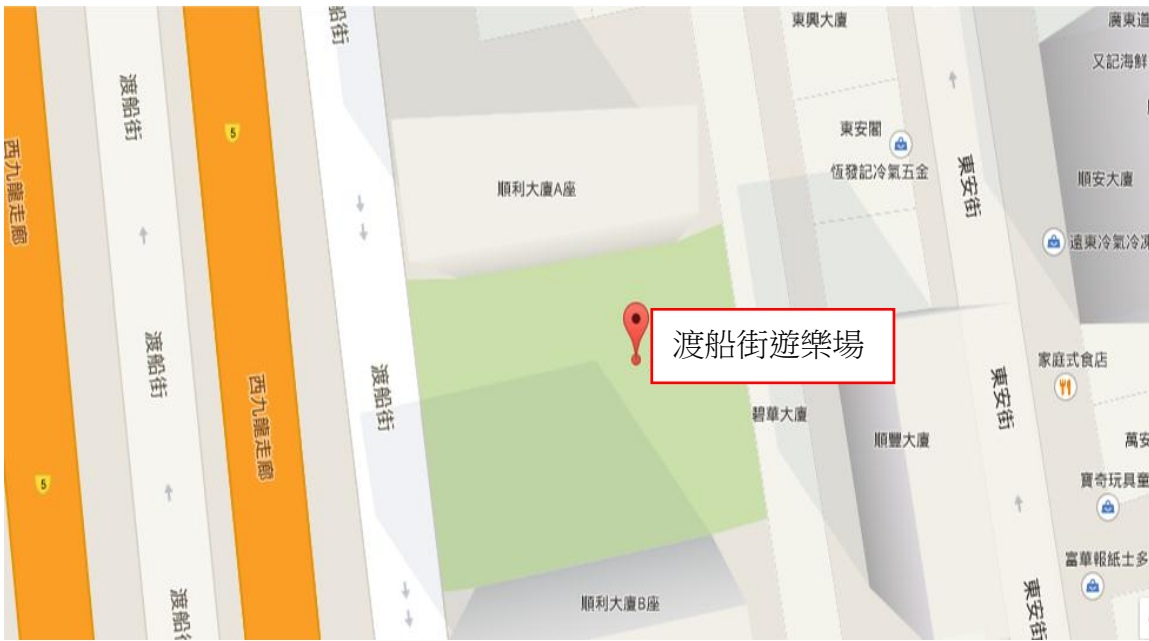 船街
東興大廈
廣東道
又記海鮮
渡船街
5
東安閣
恆發記冷氣五金
東安街
西九龍走廊
順利大廈A座
順安大廈
遠東冷氣冷凍
渡船街遊樂場
渡船街
家庭式食店
渡船街
東安街
西九龍走廊
碧華大廈
順豐大廈
萬安
5
寶奇玩具童
富華報紙士多
渡船街
順利大廈B座
東安街